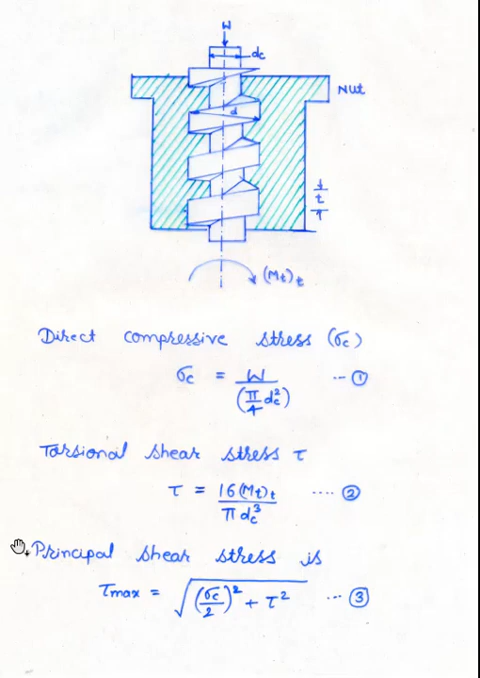 W
dc
Nut
d
t
(Mt)t
Direct compressive stress (σc)
σc = W / (π/4 dc²) --- ①
Torsional shear stress τ
τ = 16(Mt)t / π dc³ ---- ②
Principal shear stress is
τmax = √((σc/2)² + τ²) --- ③